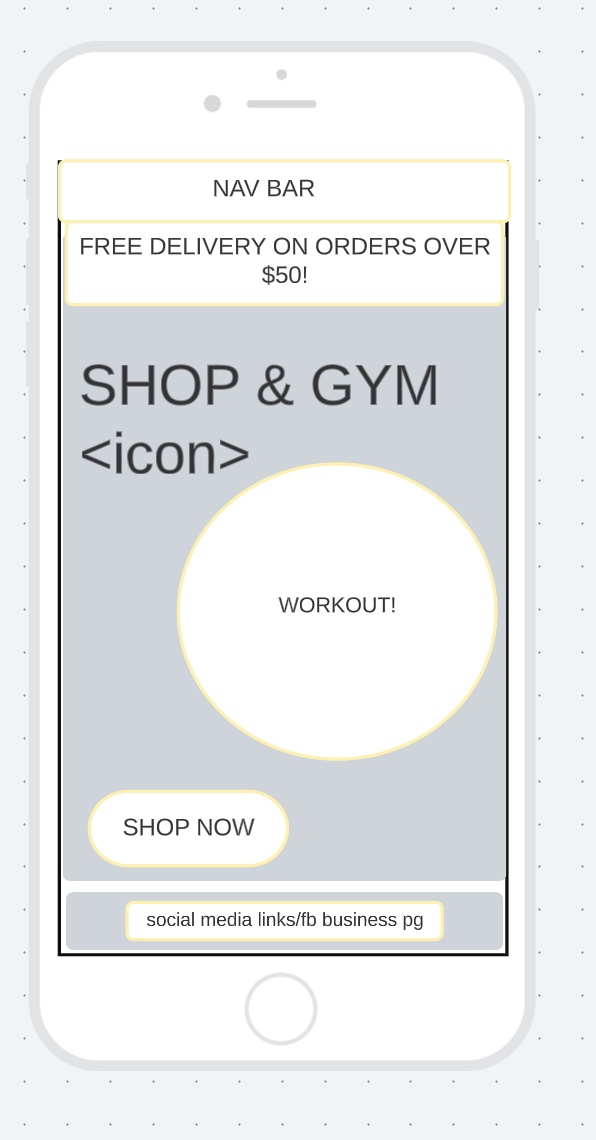 NAV BAR
FREE DELIVERY ON ORDERS OVER
$50!
SHOP & GYM
<icon>
WORKOUT!
SHOP NOW
social media links/fb business pg